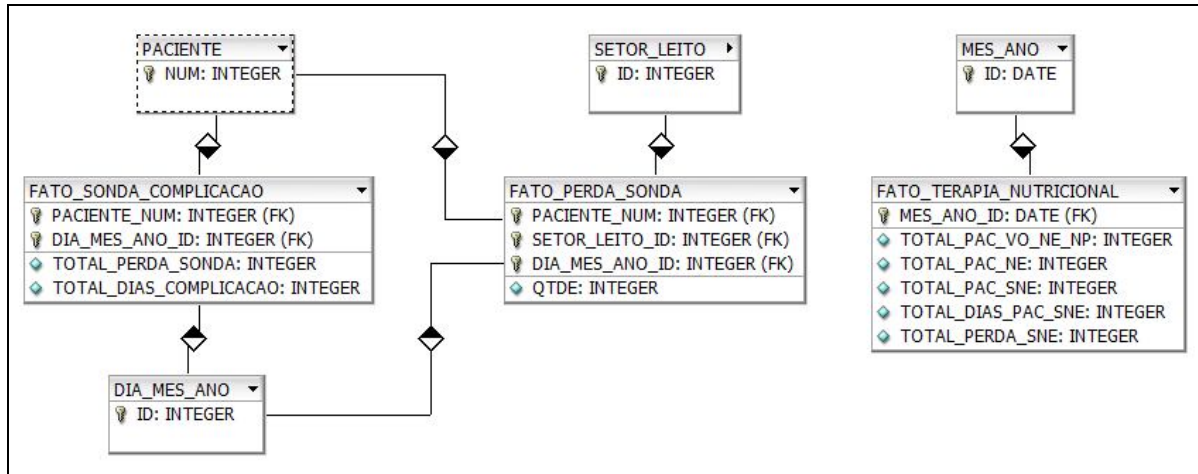 PACIENTE
NUM: INTEGER
SETOR_LEITO
ID: INTEGER
MES_ANO
ID: DATE
FATO_SONDA_COMPLICACAO
PACIENTE_NUM: INTEGER (FK)
DIA_MES_ANO_ID: INTEGER (FK)
TOTAL_PERDA_SONDA: INTEGER
TOTAL_DIAS_COMPLICACAO: INTEGER
FATO_PERDA_SONDA
PACIENTE_NUM: INTEGER (FK)
SETOR_LEITO_ID: INTEGER (FK)
DIA_MES_ANO_ID: INTEGER (FK)
QTDE: INTEGER
FATO_TERAPIA_NUTRICIONAL
MES_ANO_ID: DATE (FK)
TOTAL_PAC_VO_NE_NP: INTEGER
TOTAL_PAC_NE: INTEGER
TOTAL_PAC_SNE: INTEGER
TOTAL_DIAS_PAC_SNE: INTEGER
TOTAL_PERDA_SNE: INTEGER
DIA_MES_ANO
ID: INTEGER